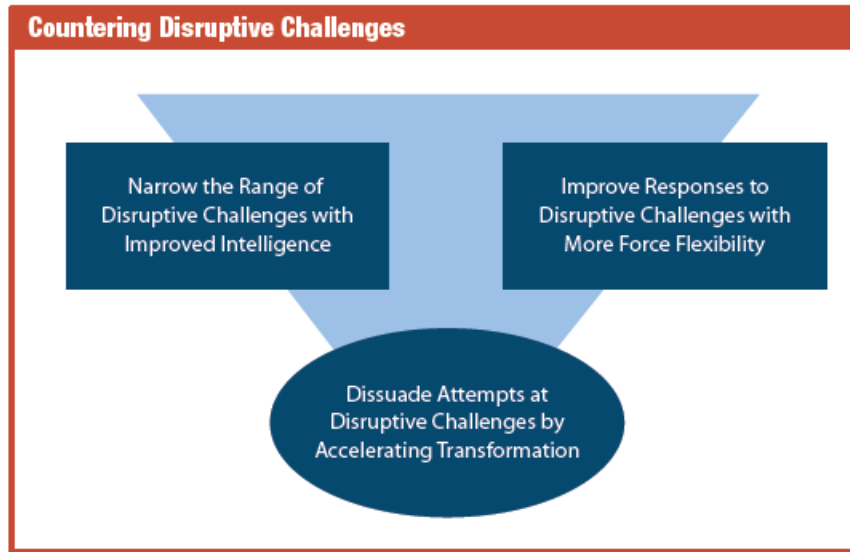 Countering Disruptive Challenges
Narrow the Range of
Disruptive Challenges with
Improved Intelligence
Improve Responses to
Disruptive Challenges with
More Force Flexibility
Dissuade Attempts at
Disruptive Challenges by
Accelerating Transformation